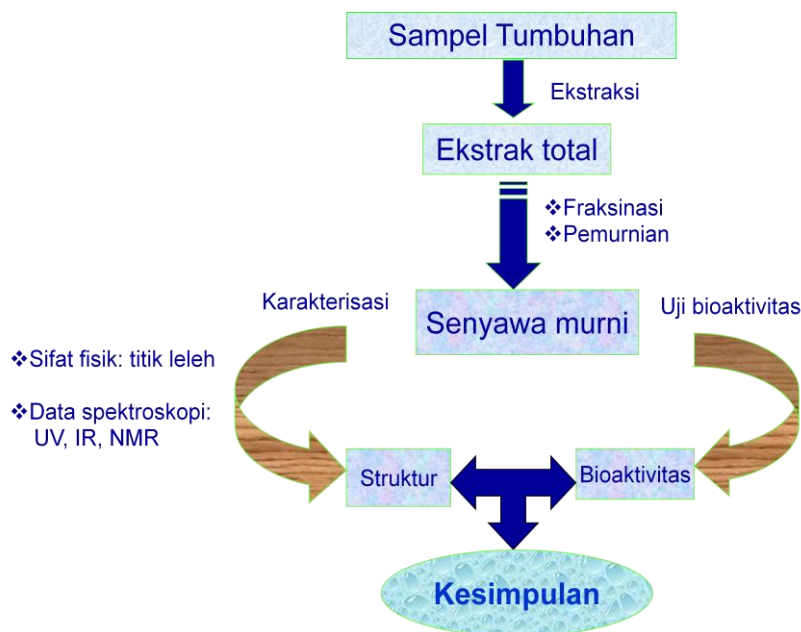 Sampel Tumbuhan
Ekstraksi
Ekstrak total
❖Fraksinasi
❖Pemurnian
Karakterisasi
Senyawa murni
Uji bioaktivitas
❖Sifat fisik: titik leleh
❖Data spektroskopi:
UV, IR, NMR
Struktur
Bioaktivitas
Kesimpulan